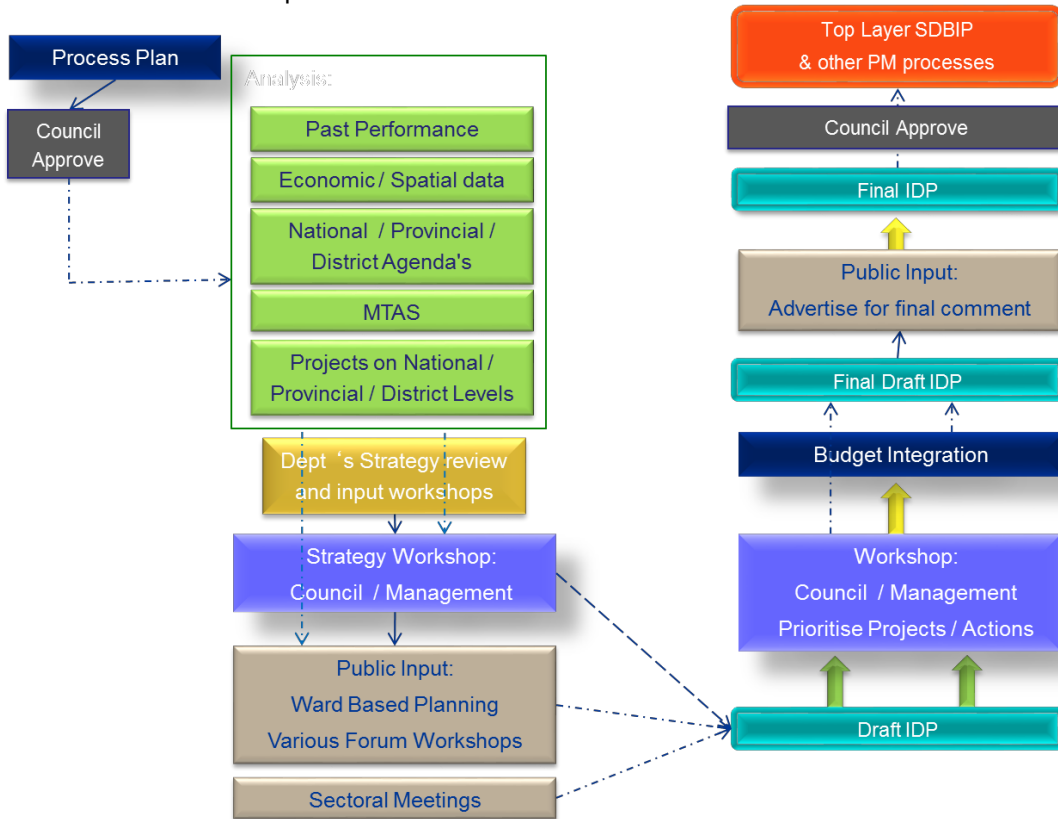 Process Plan
Council
Approve
Analysis:
Past Performance
Economic / Spatial data
National / Provincial /
District Agenda's
MTAS
Projects on National /
Provincial / District Levels
Dept ‘s Strategy review
and input workshops
Strategy Workshop:
Council / Management
Public Input:
Ward Based Planning
Various Forum Workshops
Sectoral Meetings
Top Layer SDBIP
& other PM processes
Council Approve
Final IDP
Public Input:
Advertise for final comment
Final Draft IDP
Budget Integration
Workshop:
Council / Management
Prioritise Projects / Actions
Draft IDP